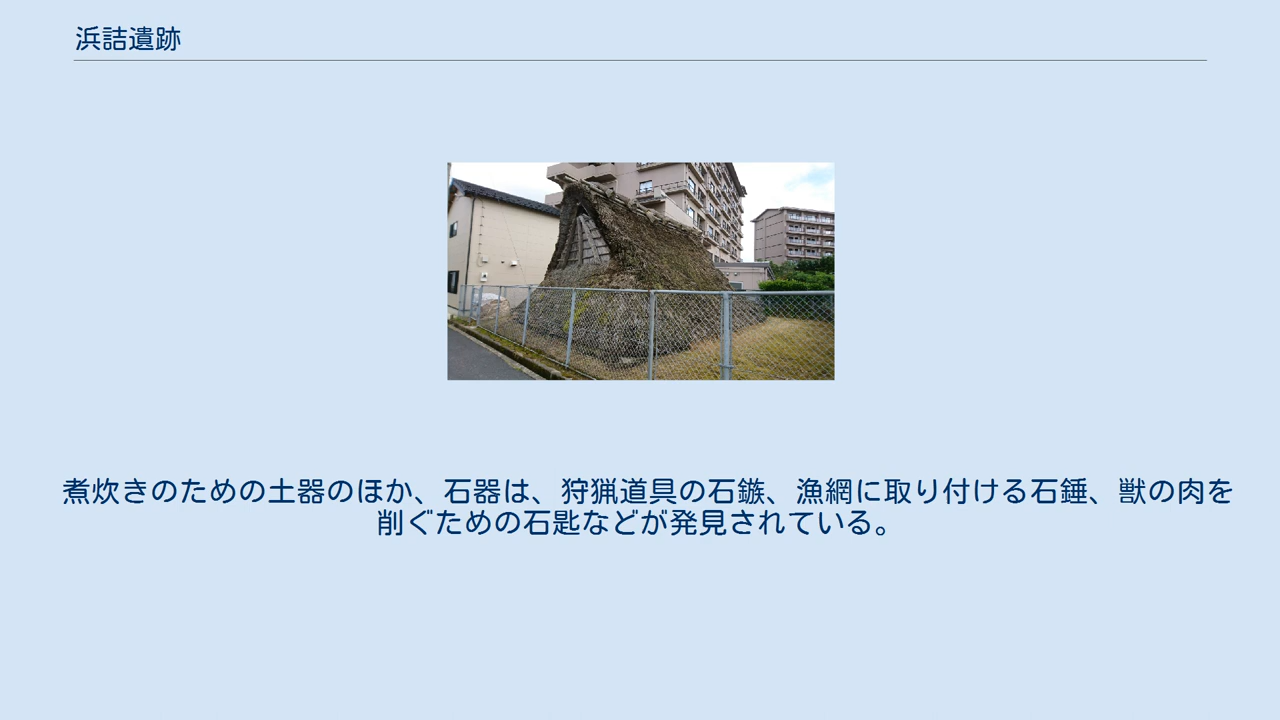 浜詰遺跡
煮炊きのための土器のほか、石器は、狩猟道具の石鏃、漁網に取り付ける石錘、獣の肉を
削ぐための石匙などが発見されている。